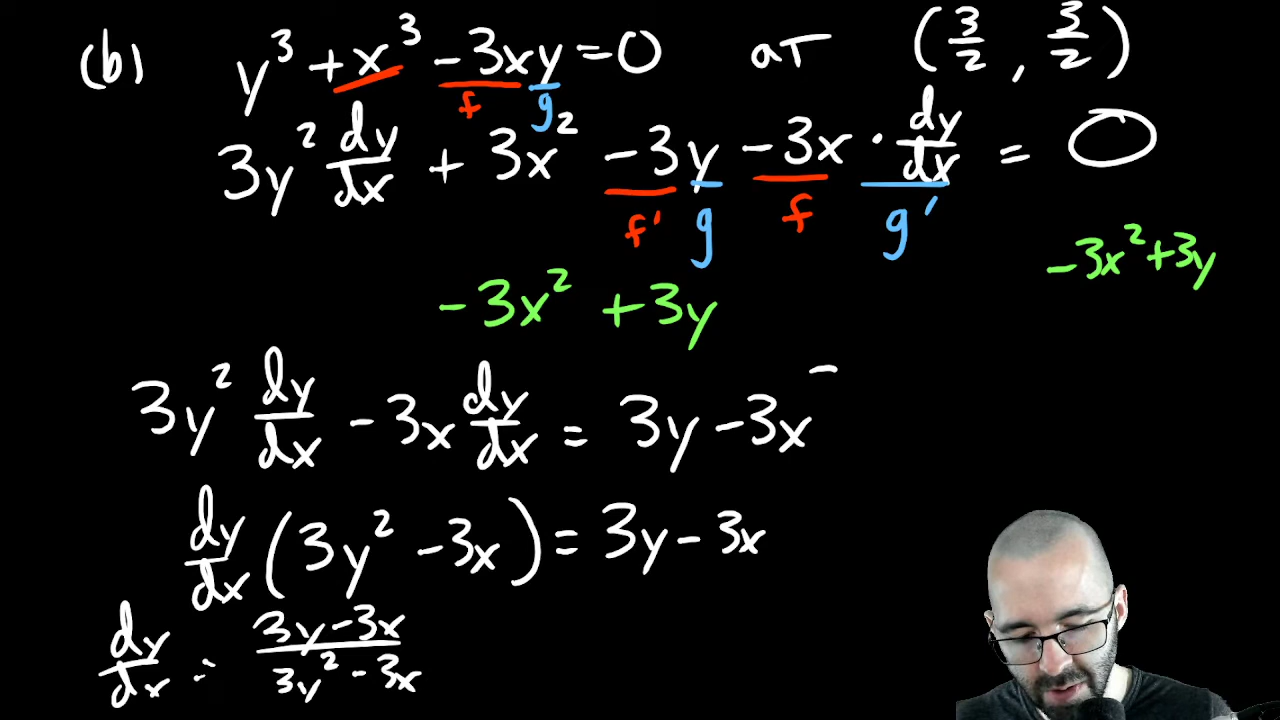 (b) y³ + x³ - 3xy = 0 at (3/2, 3/2)
f g
3y² dy/dx + 3x² - 3y - 3x · dy/dx = 0
f' g f g'
-3x² + 3y
-3x² + 3y
3y² dy/dx - 3x dy/dx = 3y - 3x⁻
dy/dx (3y² - 3x) = 3y - 3x
dy/dx = (3y - 3x)/(3y² - 3x)